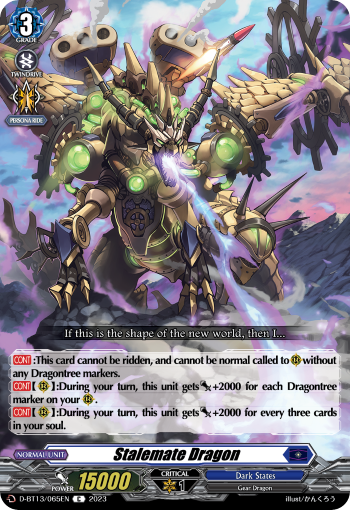 3
GRADE
TWINDRIVE
PERSONA RIDE
If this is the shape of the new world, then I...
CONT:This card cannot be ridden, and cannot be normal called to R without
any Dragontree markers.
CONT【R】:During your turn, this unit gets +2000 for each Dragontree
marker on your R.
CONT【R】:During your turn, this unit gets +2000 for every three cards
in your soul.
NORMAL UNIT
Stalemate Dragon
POWER 15000
CRITICAL
1
Dark States
Gear Dragon
D-BT13/065EN C 2023
illust/かんくろう